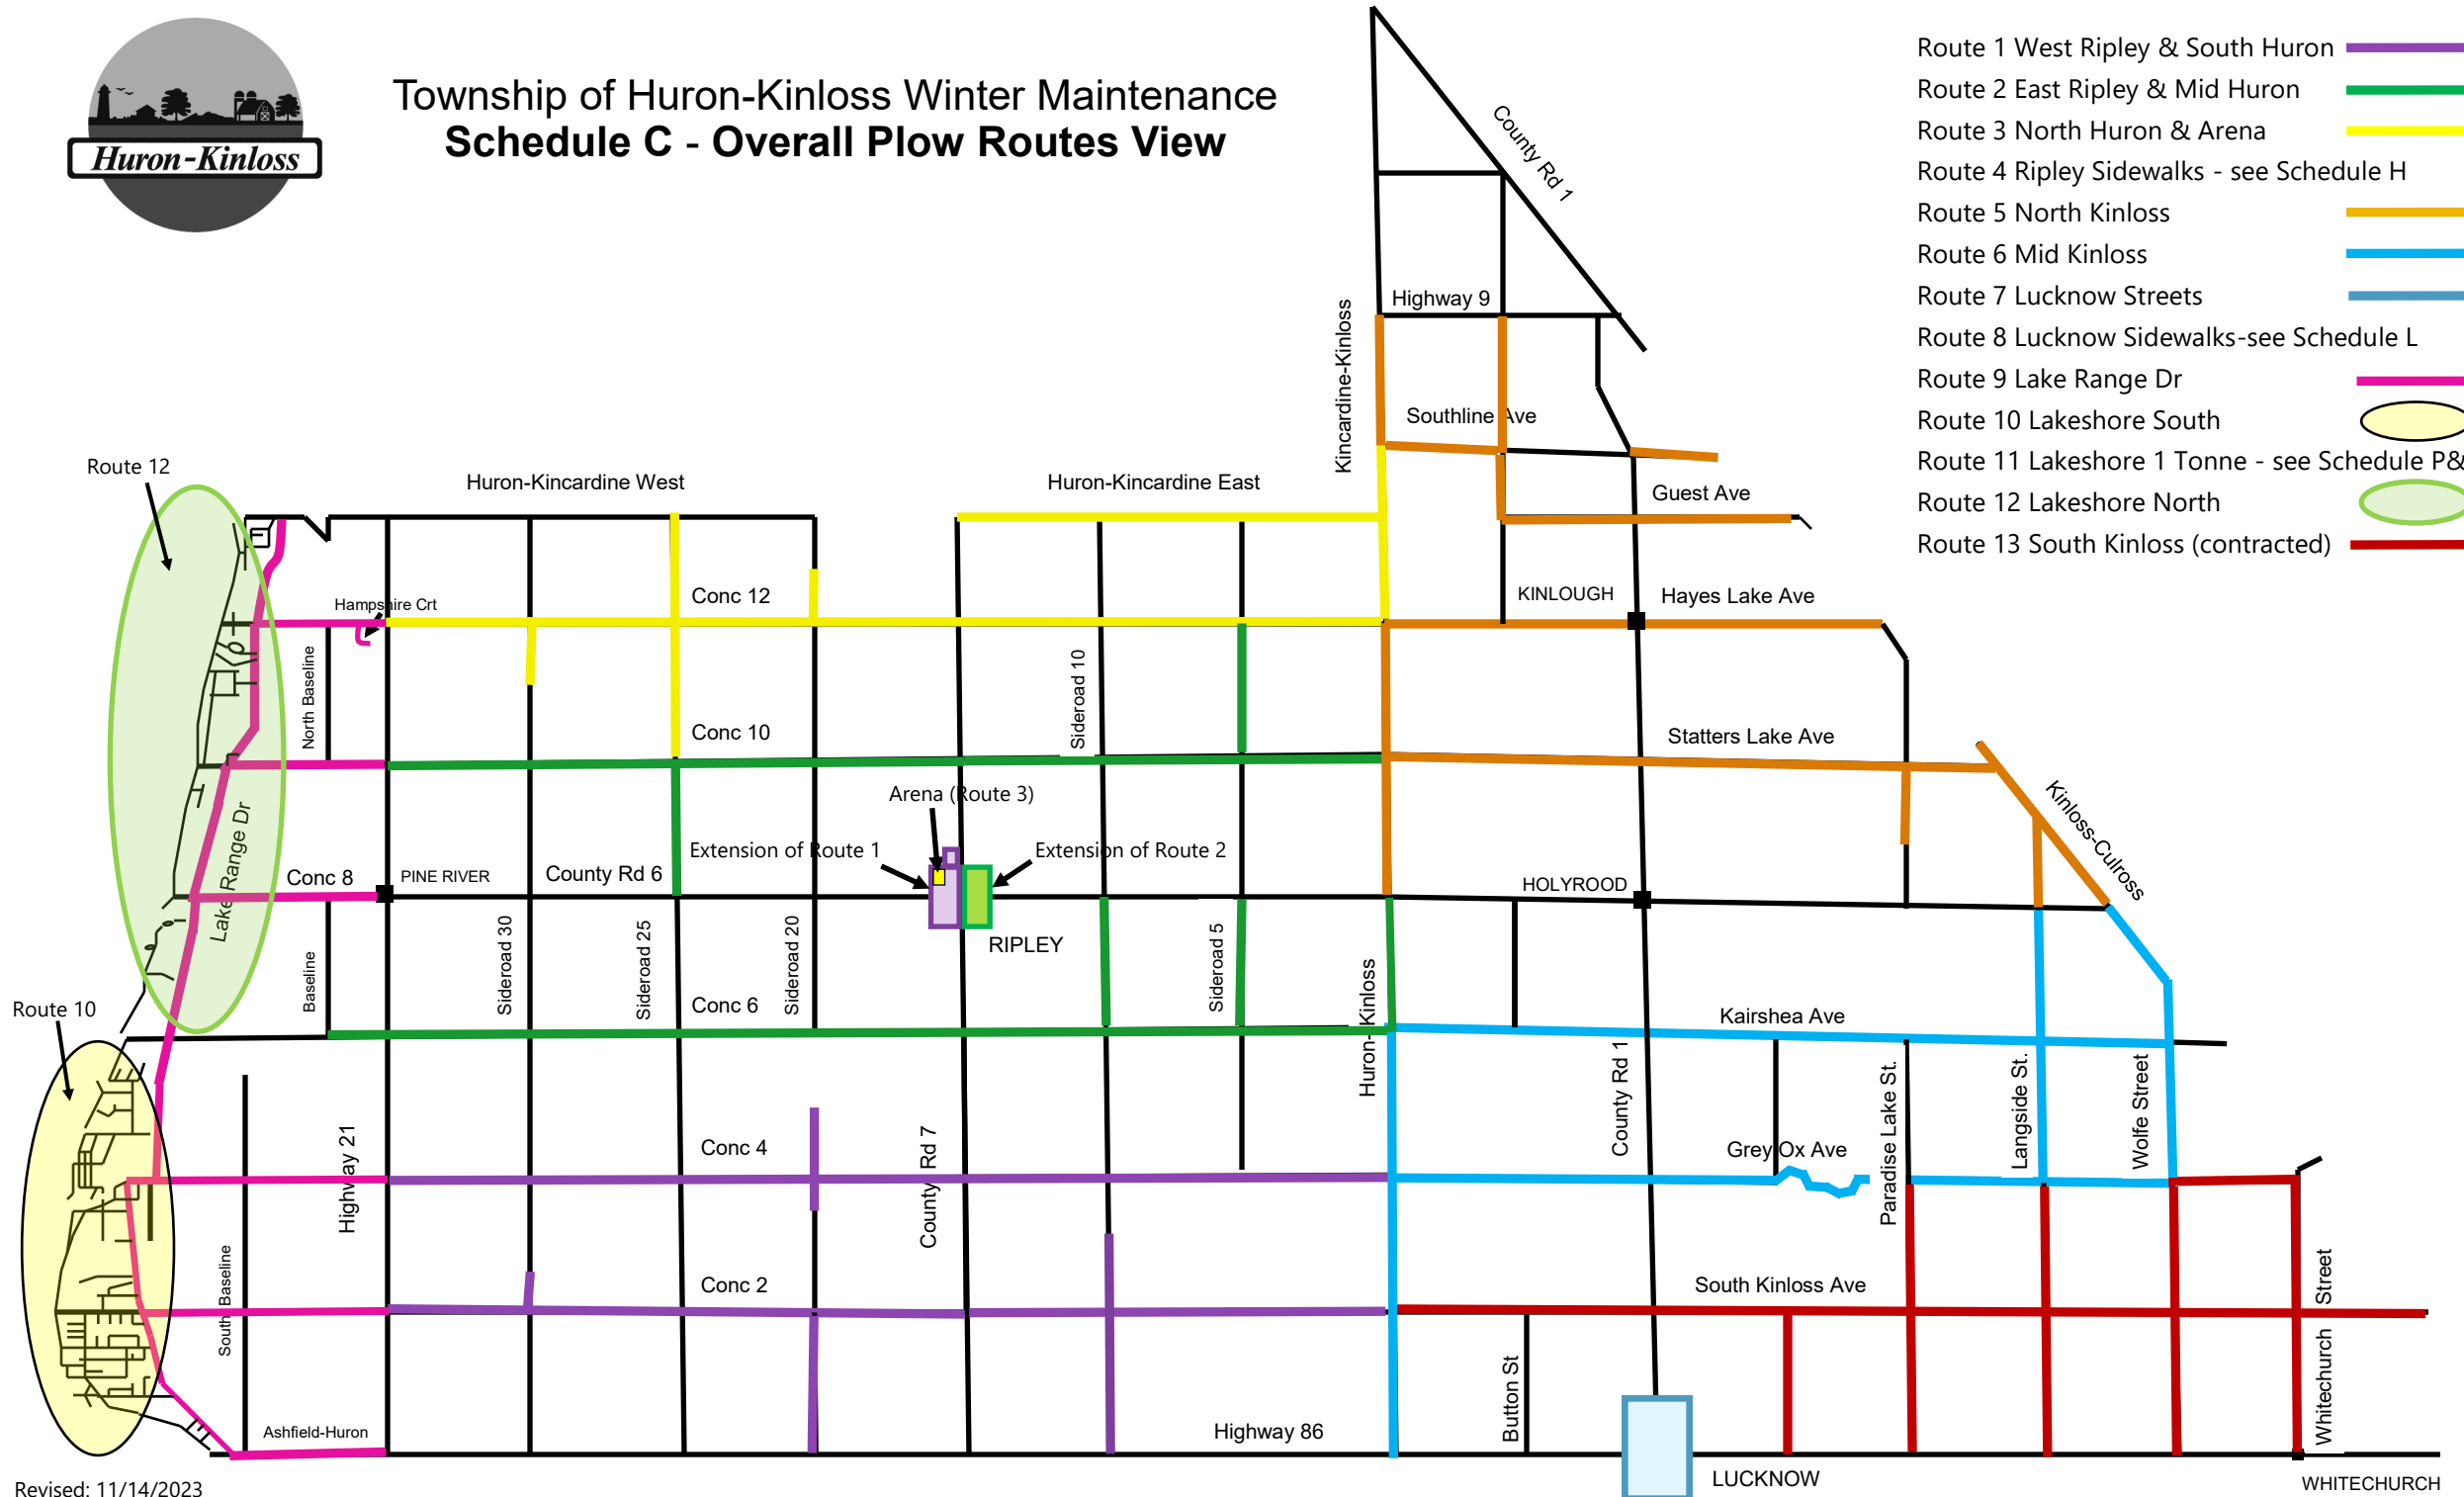 Huron-Kinloss
Township of Huron-Kinloss Winter Maintenance
Schedule C - Overall Plow Routes View
Route 1 West Ripley & South Huron
Route 2 East Ripley & Mid Huron
Route 3 North Huron & Arena
Route 4 Ripley Sidewalks - see Schedule H
Route 5 North Kinloss
Route 6 Mid Kinloss
Route 7 Lucknow Streets
Route 8 Lucknow Sidewalks-see Schedule L
Route 9 Lake Range Dr
Route 10 Lakeshore South
Route 11 Lakeshore 1 Tonne - see Schedule P&
Route 12 Lakeshore North
Route 13 South Kinloss (contracted)
County Rd 1
Highway 9
Kincardine-Kinloss
Southline Ave
Route 12
Huron-Kincardine West
Huron-Kincardine East
Guest Ave
Hampshire Crt
Conc 12
KINLOUGH
Hayes Lake Ave
North Baseline
Sideroad 10
Conc 10
Statters Lake Ave
Arena (Route 3)
Kinloss-Culross
Lake Range Dr
Extension of Route 1
Extension of Route 2
Conc 8
PINE RIVER
County Rd 6
HOLYROOD
RIPLEY
Baseline
Sideroad 30
Sideroad 25
Sideroad 20
Sideroad 5
Huron-Kinloss
Route 10
Conc 6
Kairshea Ave
County Rd 1
Paradise Lake St.
Langside St.
Wolfe Street
Highway 21
Conc 4
County Rd 7
Grey Ox Ave
South Baseline
Conc 2
South Kinloss Ave
Whitechurch Street
Button St
Ashfield-Huron
Highway 86
LUCKNOW
WHITECHURCH
Revised: 11/14/2023